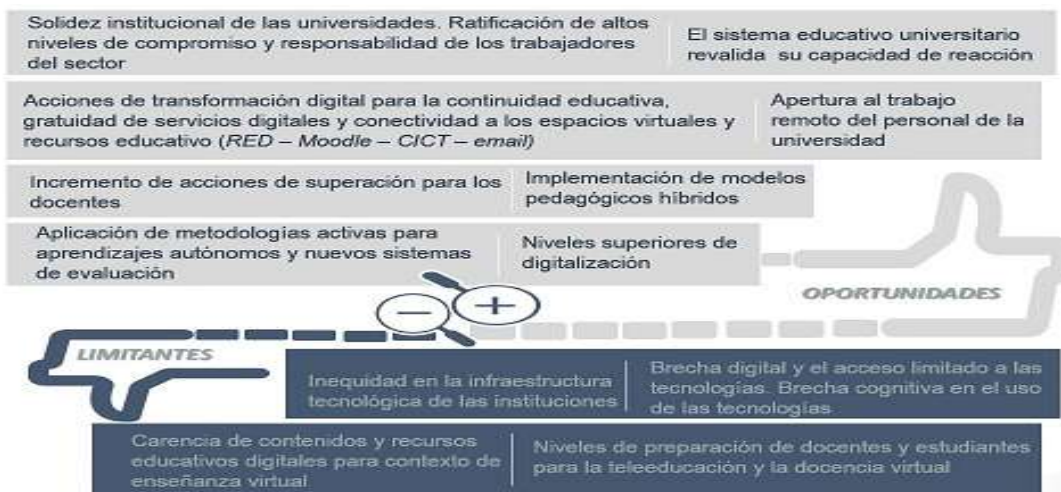 Solidez institucional de las universidades. Ratificación de altos
niveles de compromiso y responsabilidad de los trabajadores
del sector
El sistema educativo universitario
revalida su capacidad de reacción
Acciones de transformación digital para la continuidad educativa,
gratuidad de servicios digitales y conectividad a los espacios virtuales y
recursos educativo (RED – Moodle – CICT – email)
Apertura al trabajo
remoto del personal de la
universidad
Incremento de acciones de superación para los
docentes
Implementación de modelos
pedagógicos híbridos
Aplicación de metodologías activas para
aprendizajes autónomos y nuevos sistemas
de evaluación
Niveles superiores de
digitalización
OPORTUNIDADES
LIMITANTES
Inequidad en la infraestructura
tecnológica de las instituciones
Brecha digital y el acceso limitado a las
tecnologías. Brecha cognitiva en el uso
de las tecnologías
Carencia de contenidos y recursos
educativos digitales para contexto de
enseñanza virtual
Niveles de preparación de docentes y estudiantes
para la teleeducación y la docencia virtual